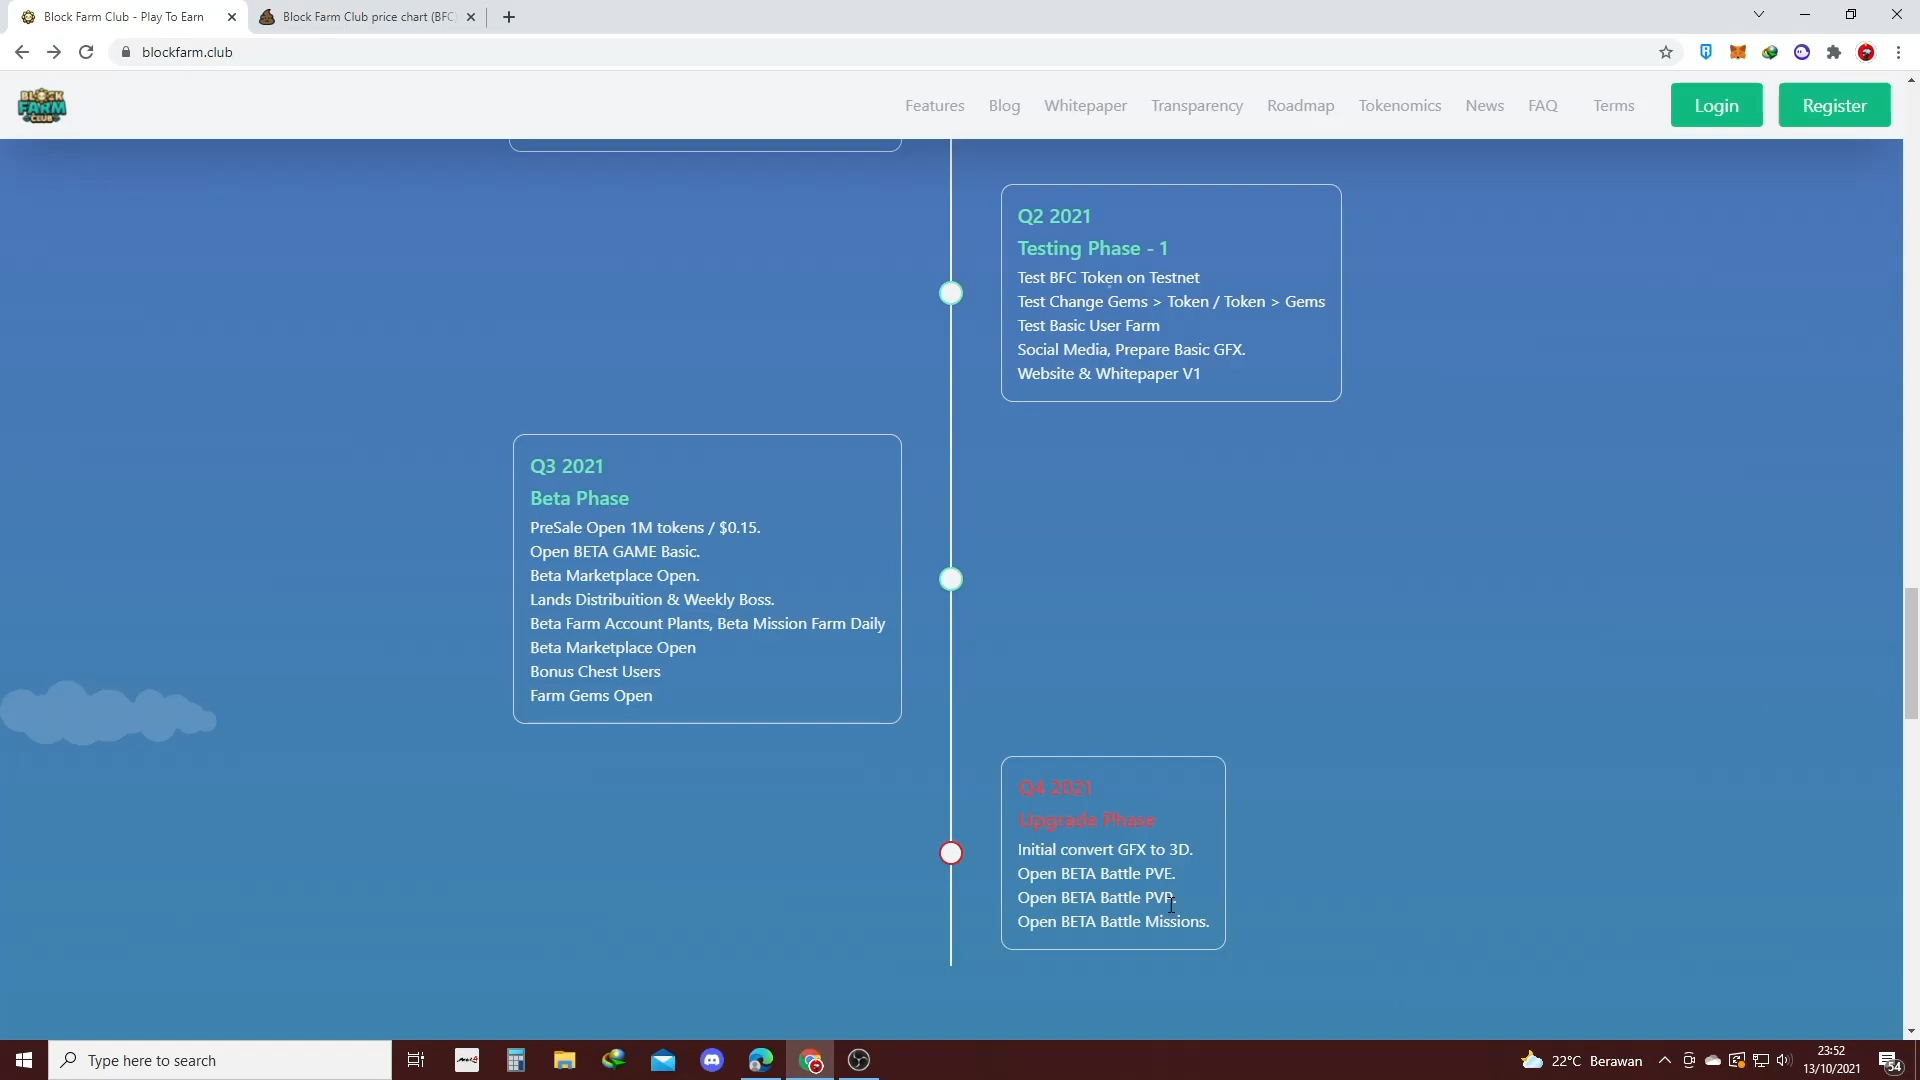 Block Farm Club - Play To Earn
Block Farm Club price chart (BFC
blockfarm.club
BLOCK
FARM
CLUB
Features
Blog
Whitepaper
Transparency
Roadmap
Tokenomics
News
FAQ
Terms
Login
Register
Q2 2021
Testing Phase - 1
Test BFC Token on Testnet
Test Change Gems > Token / Token > Gems
Test Basic User Farm
Social Media, Prepare Basic GFX.
Website & Whitepaper V1
Q3 2021
Beta Phase
PreSale Open 1M tokens / $0.15.
Open BETA GAME Basic.
Beta Marketplace Open.
Lands Distribuition & Weekly Boss.
Beta Farm Account Plants, Beta Mission Farm Daily
Beta Marketplace Open
Bonus Chest Users
Farm Gems Open
Q4 2021
Upgrade Phase
Initial convert GFX to 3D.
Open BETA Battle PVE.
Open BETA Battle PVP.
Open BETA Battle Missions.
Type here to search
22°C Berawan
23:52
13/10/2021
54